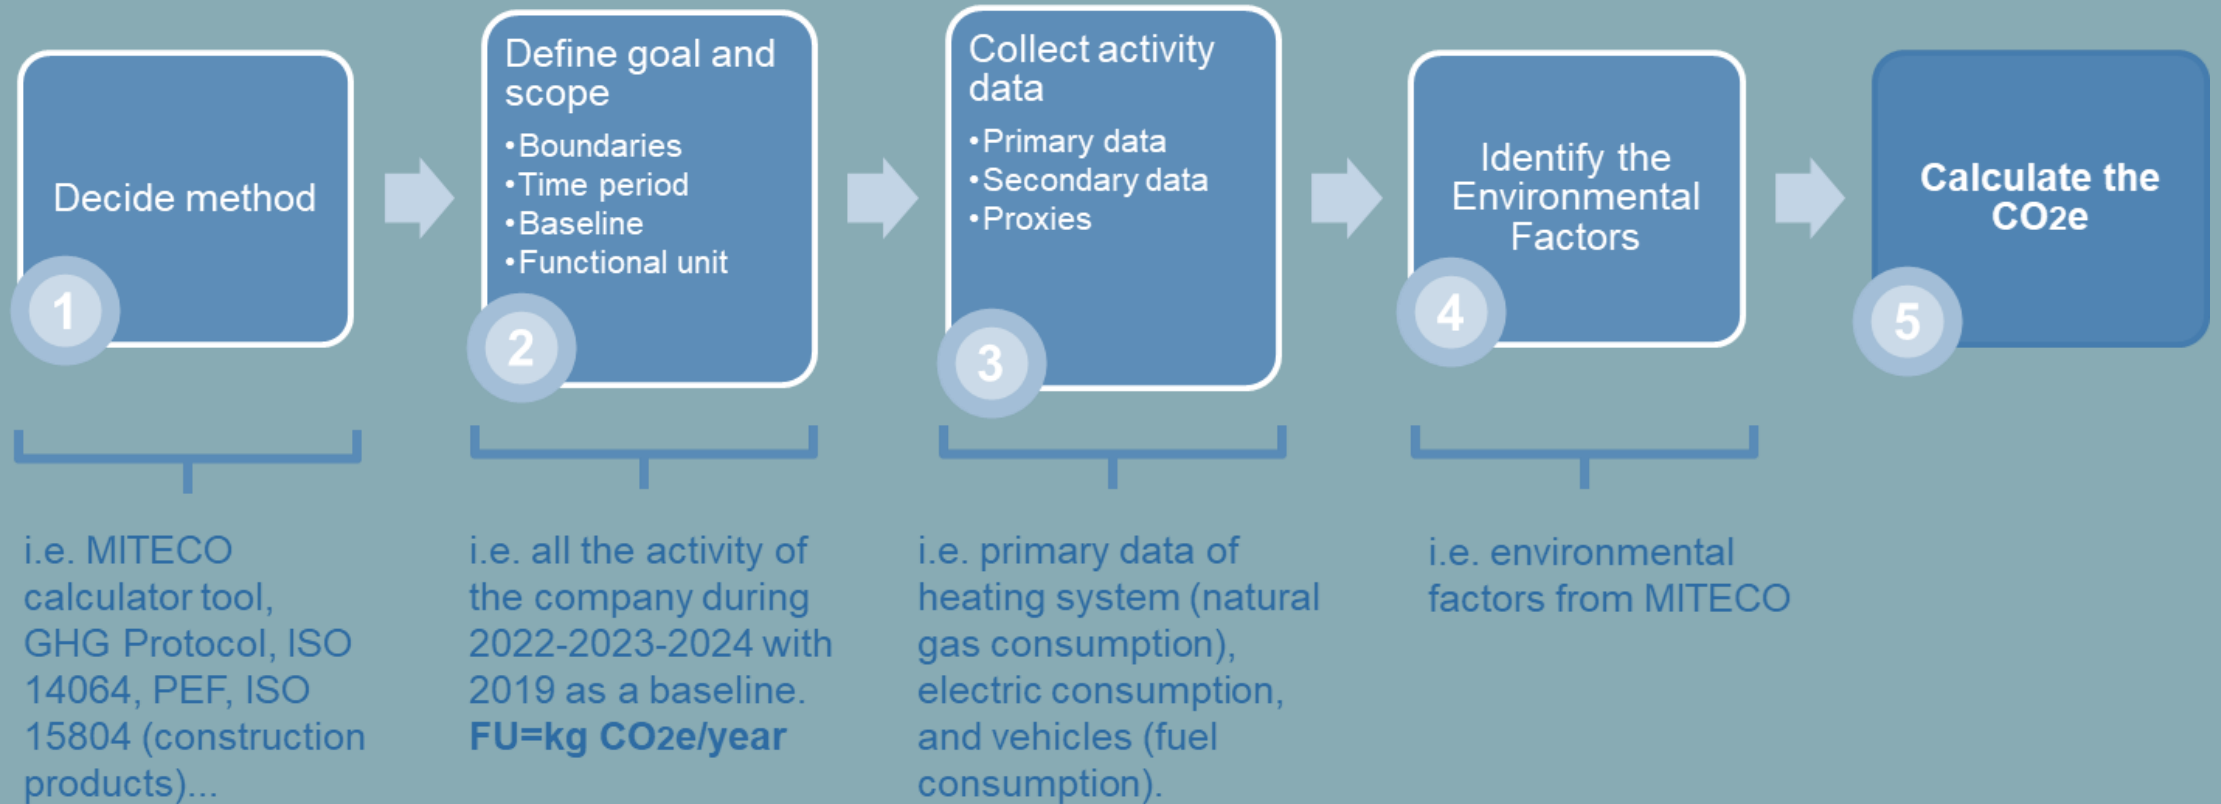 Decide method
1
Define goal and
scope
•Boundaries
•Time period
•Baseline
•Functional unit
2
Collect activity
data
•Primary data
•Secondary data
•Proxies
3
Identify the
Environmental
Factors
4
Calculate the
CO2e
5
i.e. MITECO
calculator tool,
GHG Protocol, ISO
14064, PEF, ISO
15804 (construction
products)...
i.e. all the activity of
the company during
2022-2023-2024 with
2019 as a baseline.
FU=kg CO2e/year
i.e. primary data of
heating system (natural
gas consumption),
electric consumption,
and vehicles (fuel
consumption).
i.e. environmental
factors from MITECO